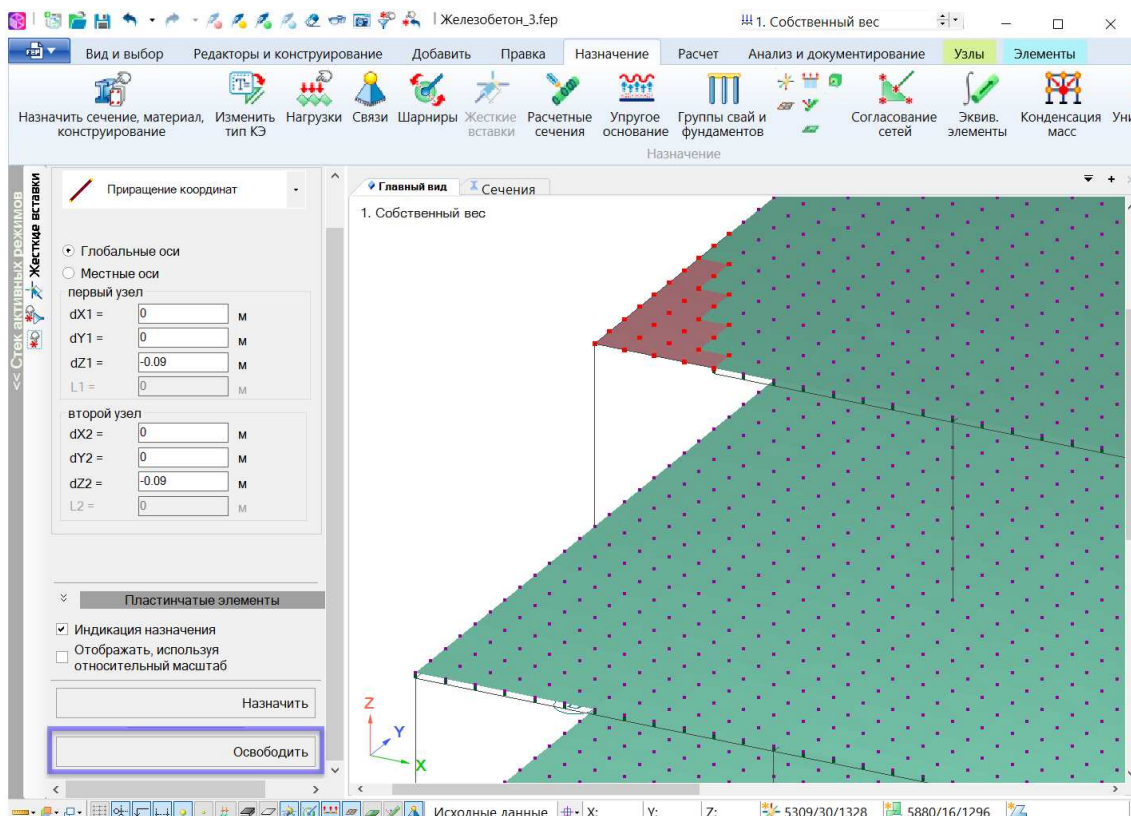 Железобетон_3.fep
1. Собственный вес
Вид и выбор Редакторы и конструирование Добавить Правка Назначение Расчет Анализ и документирование Узлы Элементы
Назначить сечение, материал, конструирование
Изменить тип КЭ
Нагрузки
Связи
Шарниры
Жесткие вставки
Расчетные сечения
Упругое основание
Группы свай и фундаментов
Согласование сетей
Эквив. элементы
Конденсация масс
Назначение
<< Стек активных режимов
Жесткие вставки
Приращение координат
Глобальные оси
Местные оси
первый узел
dX1 = 0 м
dY1 = 0 м
dZ1 = -0.09 м
L1 = 0 м
второй узел
dX2 = 0 м
dY2 = 0 м
dZ2 = -0.09 м
L2 = 0 м
Пластинчатые элементы
Индикация назначения
Отображать, используя
относительный масштаб
Назначить
Освободить
Главный вид Сечения
1. Собственный вес
Z
Y
X
Исходные данные X: Y: Z: 5309/30/1328 5880/16/1296